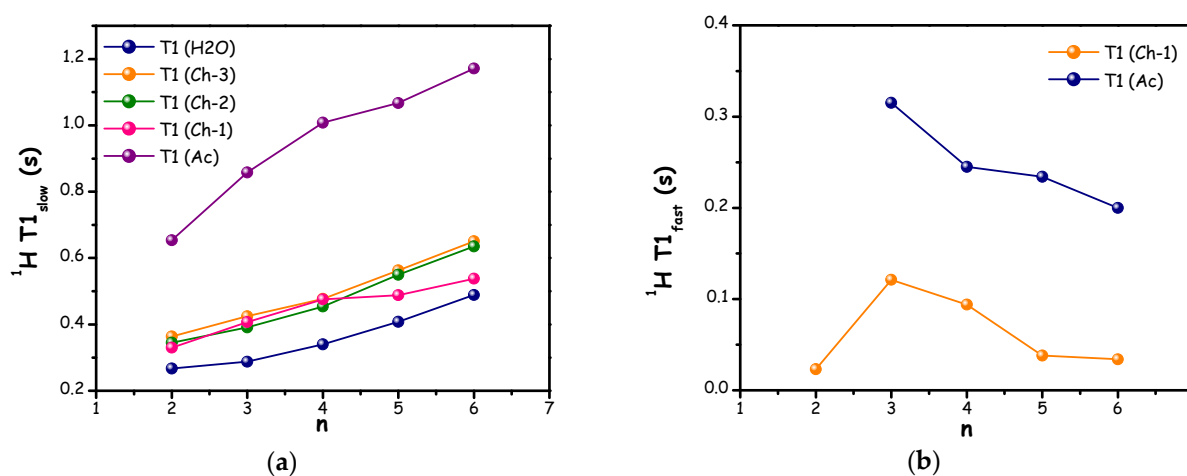 T1 (H2O)
T1 (Ch-3)
T1 (Ch-2)
T1 (Ch-1)
T1 (Ac)
¹H T1slow (s)
1.2
1.0
0.8
0.6
0.4
0.2
1 2 3 4 5 6 7
n
(a)
T1 (Ch-1)
T1 (Ac)
¹H T1fast (s)
0.4
0.3
0.2
0.1
0.0
1 2 3 4 5 6
n
(b)